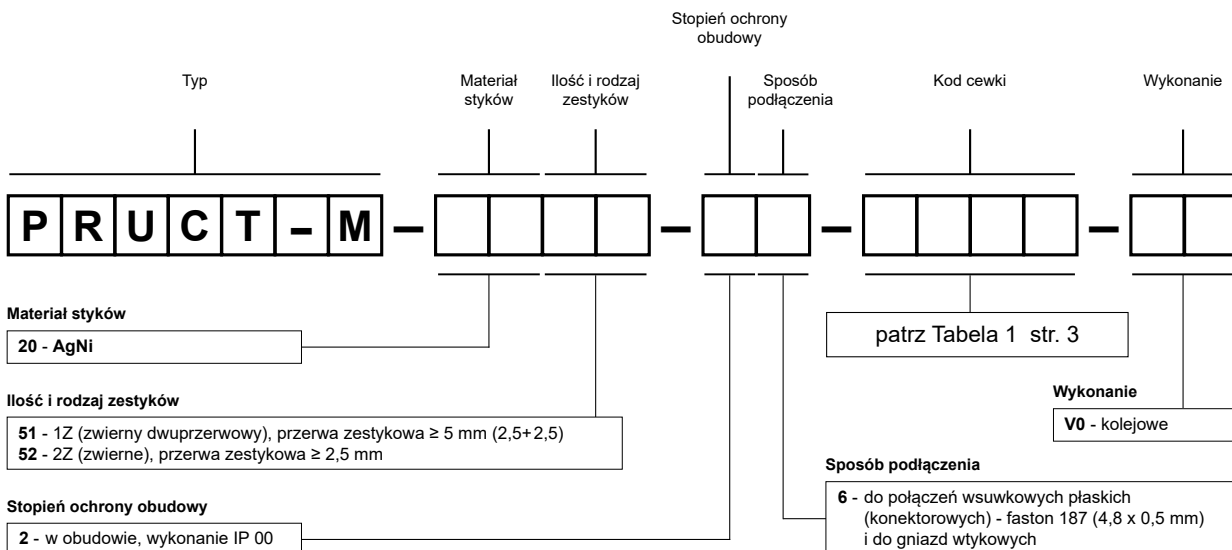 Stopień ochrony
obudowy
Typ
Materiał
styków
Ilość i rodzaj
zestyków
Sposób
podłączenia
Kod cewki
Wykonanie
PRUCT-M – – – –
Materiał styków
20 - AgNi
patrz Tabela 1 str. 3
Ilość i rodzaj zestyków
51 - 1Z (zwierny dwuprzerwowy), przerwa zestykowa ≥ 5 mm (2,5+2,5)
52 - 2Z (zwierne), przerwa zestykowa ≥ 2,5 mm
Wykonanie
V0 - kolejowe
Stopień ochrony obudowy
2 - w obudowie, wykonanie IP 00
Sposób podłączenia
6 - do połączeń wsuwkowych płaskich
(konektorowych) - faston 187 (4,8 x 0,5 mm)
i do gniazd wtykowych